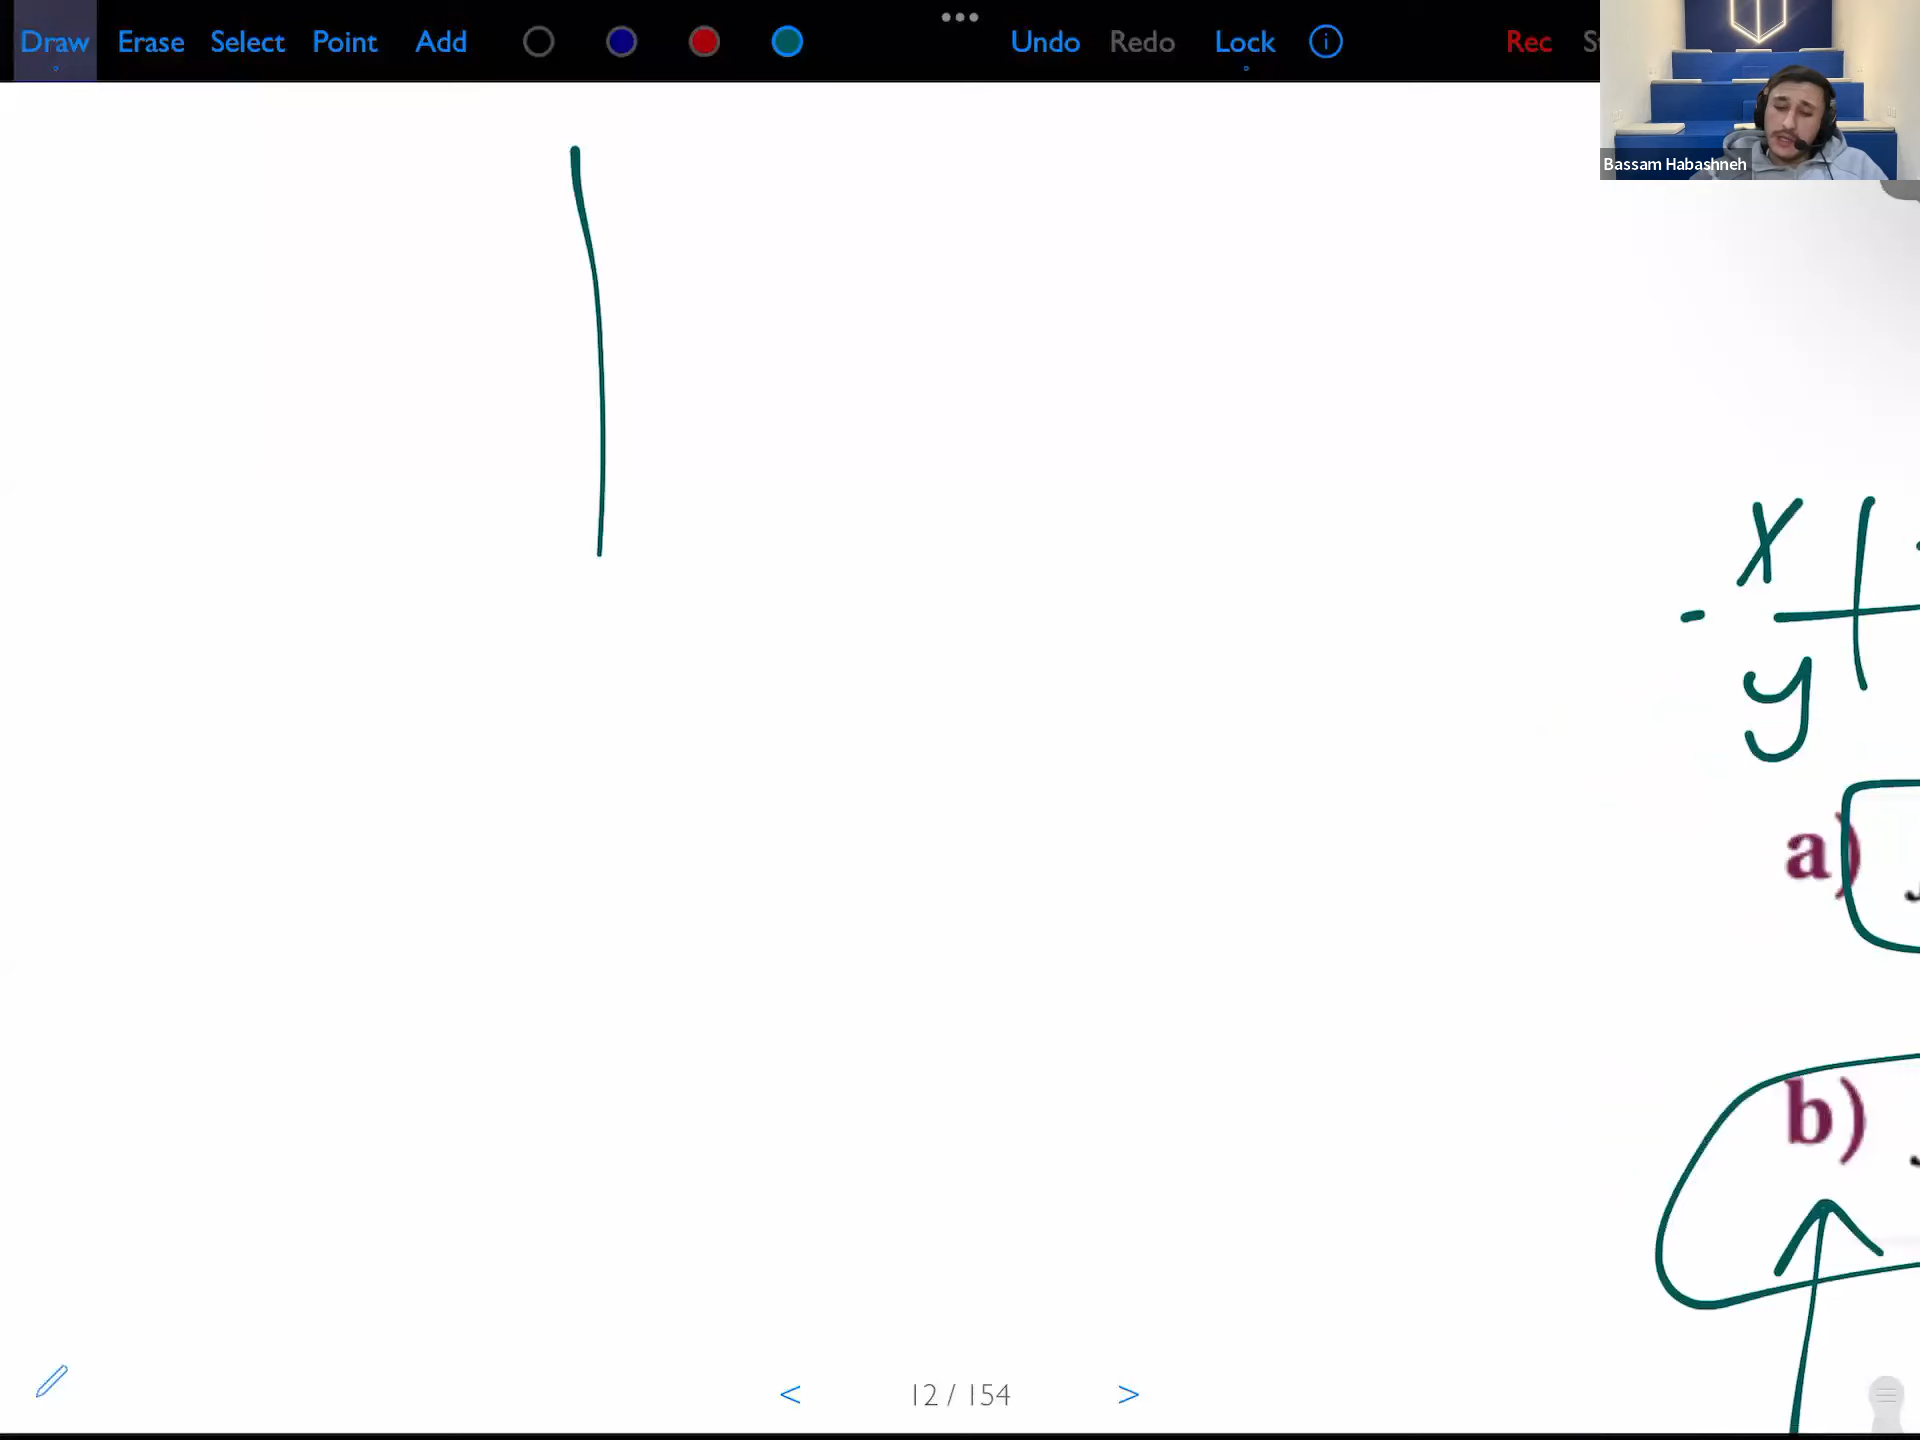 Draw Erase Select Point Add Undo Redo Lock Rec
Bassam Habashneh
x
- y
a)
b)
< 12 / 154 >